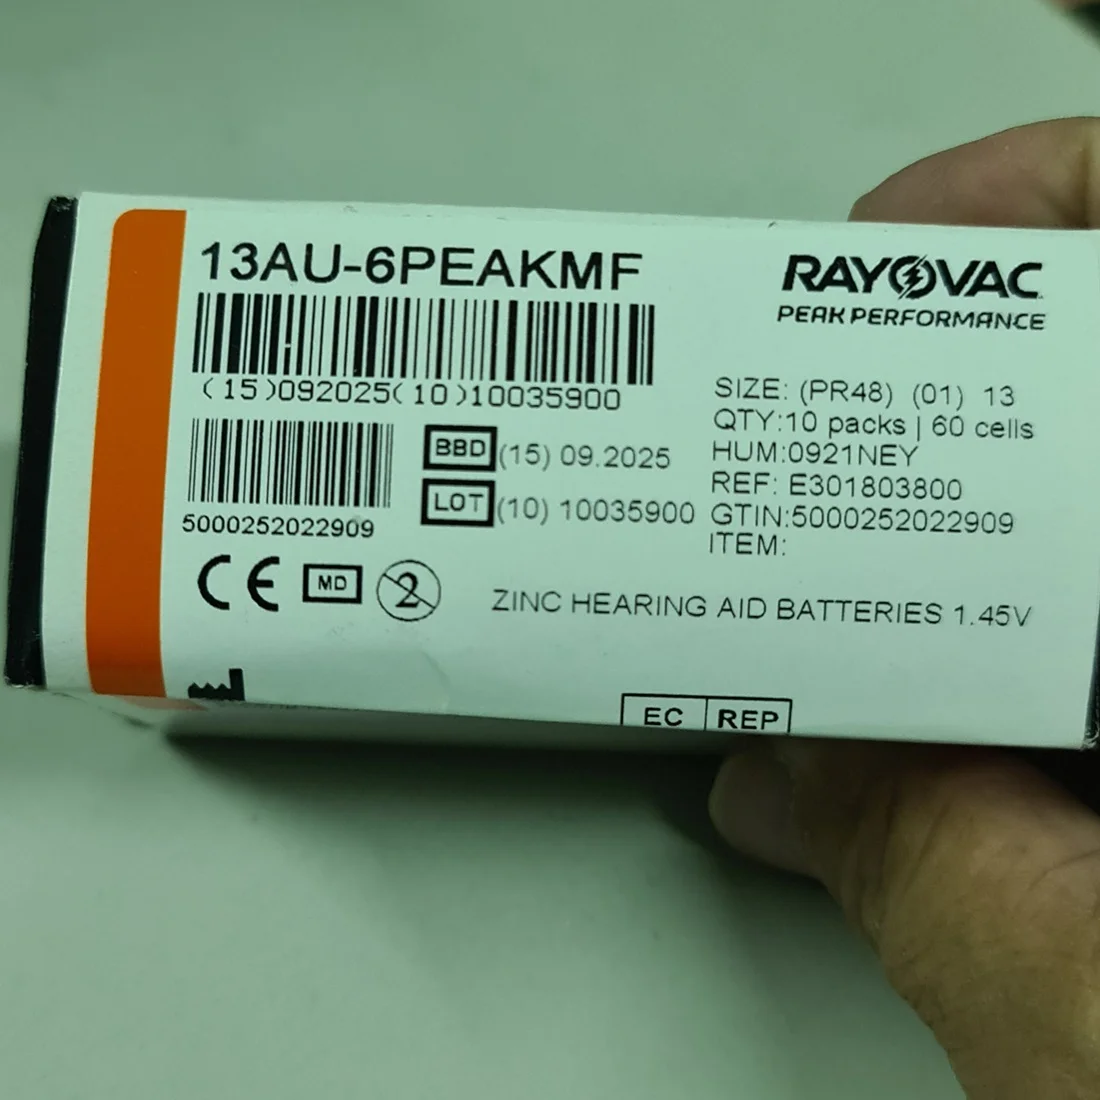 13AU-6PEAKMF
(15)092025(10)10035900
5000252022909
BBD (15) 09.2025
LOT (10) 10035900
RAYOVAC
PEAK PERFORMANCE
SIZE: (PR48) (01) 13
QTY:10 packs | 60 cells
HUM:0921NEY
REF: E301803800
GTIN:5000252022909
ITEM:
CE MD 2
ZINC HEARING AID BATTERIES 1.45V
EC REP